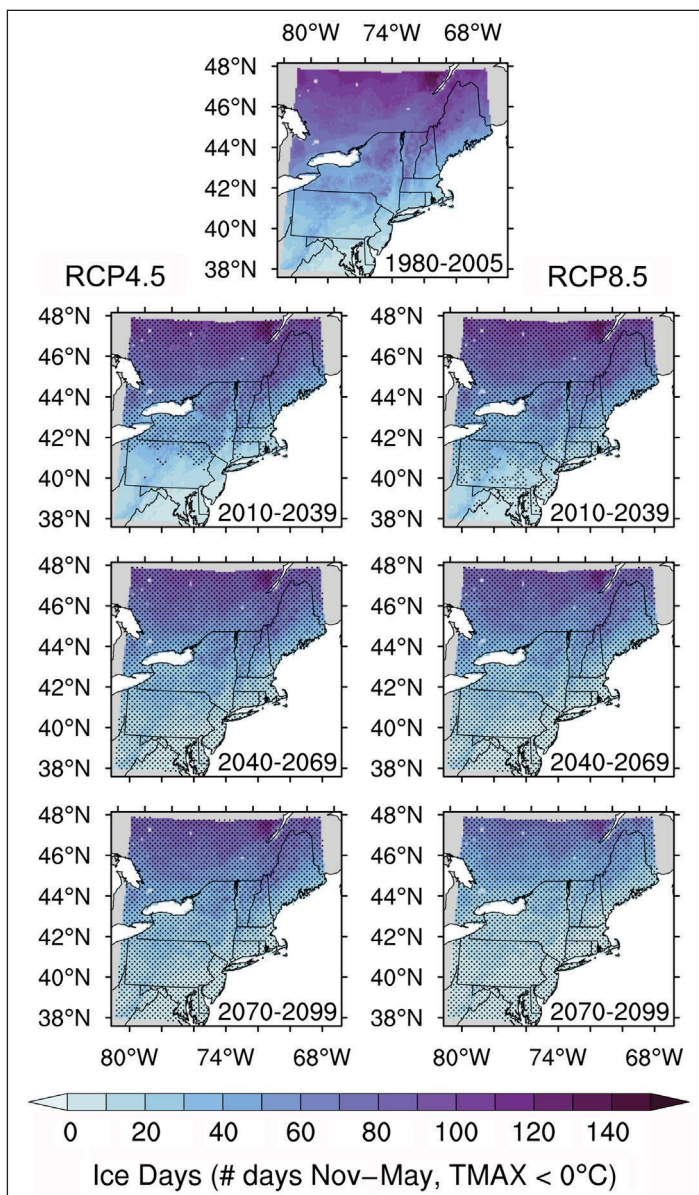 80°W 74°W 68°W
48°N
46°N
44°N
42°N
40°N
38°N
1980-2005
RCP4.5 RCP8.5
48°N 48°N
46°N 46°N
44°N 44°N
42°N 42°N
40°N 40°N
38°N 38°N
2010-2039 2010-2039
48°N 48°N
46°N 46°N
44°N 44°N
42°N 42°N
40°N 40°N
38°N 38°N
2040-2069 2040-2069
48°N 48°N
46°N 46°N
44°N 44°N
42°N 42°N
40°N 40°N
38°N 38°N
2070-2099 2070-2099
80°W 74°W 68°W 80°W 74°W 68°W
0 20 40 60 80 100 120 140
Ice Days (# days Nov–May, TMAX < 0°C)